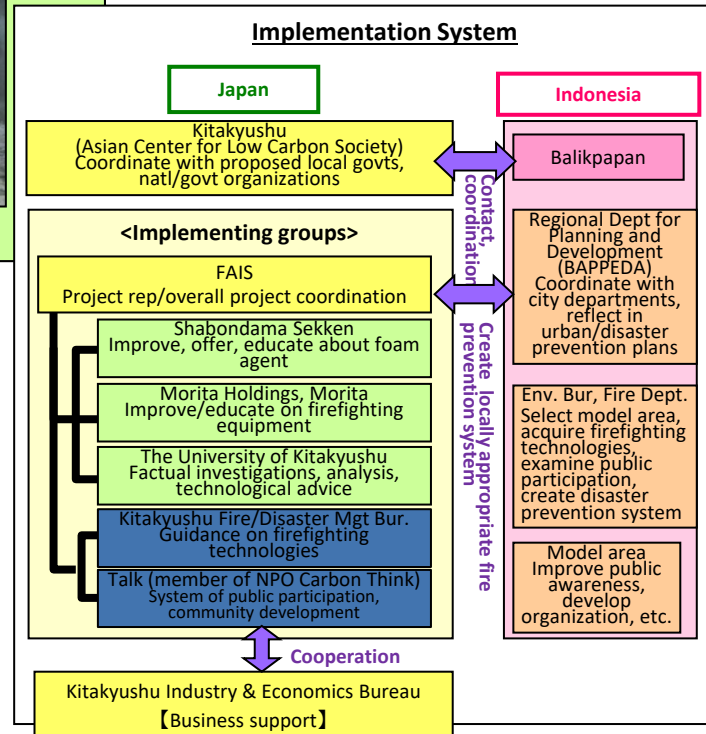 Implementation System
Japan
Indonesia
Kitakyushu
(Asian Center for Low Carbon Society)
Coordinate with proposed local govts,
natl/govt organizations
Balikpapan
Contact,
coordination
<Implementing groups>
FAIS
Project rep/overall project coordination
Shabondama Sekken
Improve, offer, educate about foam
agent
Morita Holdings, Morita
Improve/educate on firefighting
equipment
The University of Kitakyushu
Factual investigations, analysis,
technological advice
Kitakyushu Fire/Disaster Mgt Bur.
Guidance on firefighting
technologies
Talk (member of NPO Carbon Think)
System of public participation,
community development
Create locally appropriate fire
prevention system
Regional Dept for
Planning and
Development
(BAPPEDA)
Coordinate with
city departments,
reflect in
urban/disaster
prevention plans
Env. Bur, Fire Dept.
Select model area,
acquire firefighting
technologies,
examine public
participation,
create disaster
prevention system
Model area
Improve public
awareness,
develop
organization, etc.
Cooperation
Kitakyushu Industry & Economics Bureau
【Business support】